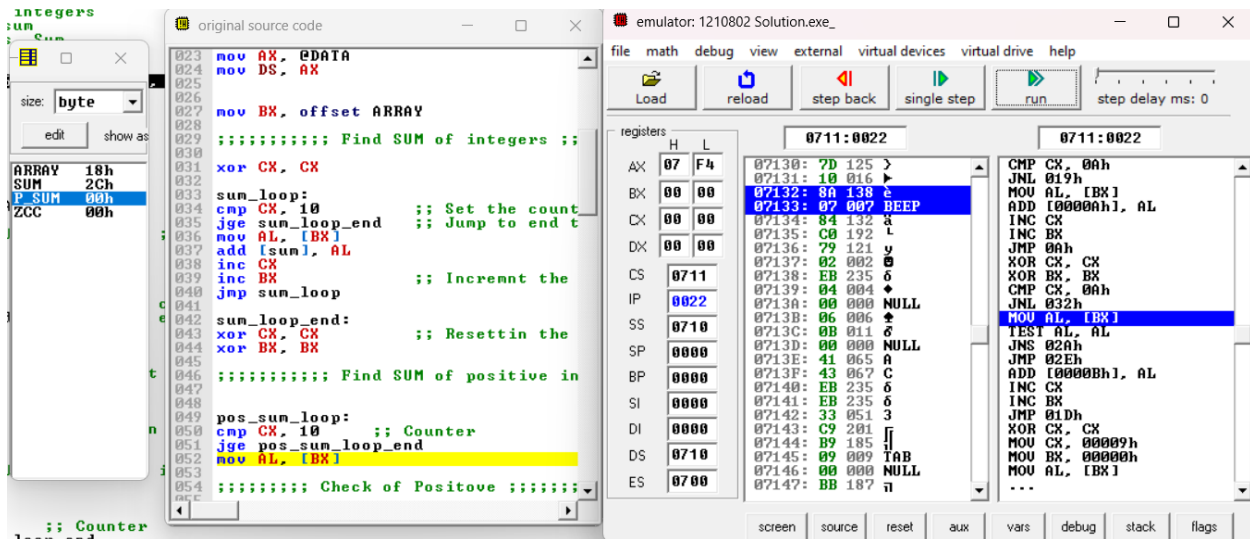 integers
sum
size: byte
edit show as
ARRAY 18h
SUM 2Ch
P_SUM 00h
ZCC 00h
;; Counter
original source code
023 mov AX, @DATA
024 mov DS, AX
025
026
027 mov BX, offset ARRAY
028
029 ;;;;;;;;;;; Find SUM of integers ;;
030
031 xor CX, CX
032
033 sum_loop:
034 cmp CX, 10 ;; Set the count
035 jge sum_loop_end ;; Jump to end t
036 mov AL, [BX]
037 add [sum], AL
038 inc CX
039 inc BX ;; Incremnt the
040 jmp sum_loop
041
042 sum_loop_end:
043 xor CX, CX ;; Resettin the
044 xor BX, BX
045
046 ;;;;;;;;;;; Find SUM of positive in
047
048
049 pos_sum_loop:
050 cmp CX, 10 ;; Counter
051 jge pos_sum_loop_end
052 mov AL, [BX]
053
054 ;;;;;;;;; Check of Positove ;;;;;;;
emulator: 1210802 Solution.exe_
file math debug view external virtual devices virtual drive help
Load reload step back single step run step delay ms: 0
registers
H L
AX 07 F4
BX 00 00
CX 00 00
DX 00 00
CS 0711
IP 0022
SS 0710
SP 0000
BP 0000
SI 0000
DI 0000
DS 0710
ES 0700
0711:0022
07130: 7D 125 }
07131: 10 016 ►
07132: 8A 138 è
07133: 07 007 BEEP
07134: 84 132 ä
07135: C0 192 └
07136: 79 121 y
07137: 02 002 ☻
07138: EB 235 δ
07139: 04 004 ♦
0713A: 00 000 NULL
0713B: 06 006 ♠
0713C: 0B 011 ♂
0713D: 00 000 NULL
0713E: 41 065 A
0713F: 43 067 C
07140: EB 235 δ
07141: EB 235 δ
07142: 33 051 3
07143: C9 201 ╔
07144: B9 185 ╣
07145: 09 009 TAB
07146: 00 000 NULL
07147: BB 187 ╗
0711:0022
CMP CX, 0Ah
JNL 019h
MOV AL, [BX]
ADD [0000Ah], AL
INC CX
INC BX
JMP 0Ah
XOR CX, CX
XOR BX, BX
CMP CX, 0Ah
JNL 032h
MOV AL, [BX]
TEST AL, AL
JNS 02Ah
JMP 02Eh
ADD [0000Bh], AL
INC CX
INC BX
JMP 01Dh
XOR CX, CX
MOV CX, 00009h
MOV BX, 00000h
MOV AL, [BX]
...
screen source reset aux vars debug stack flags